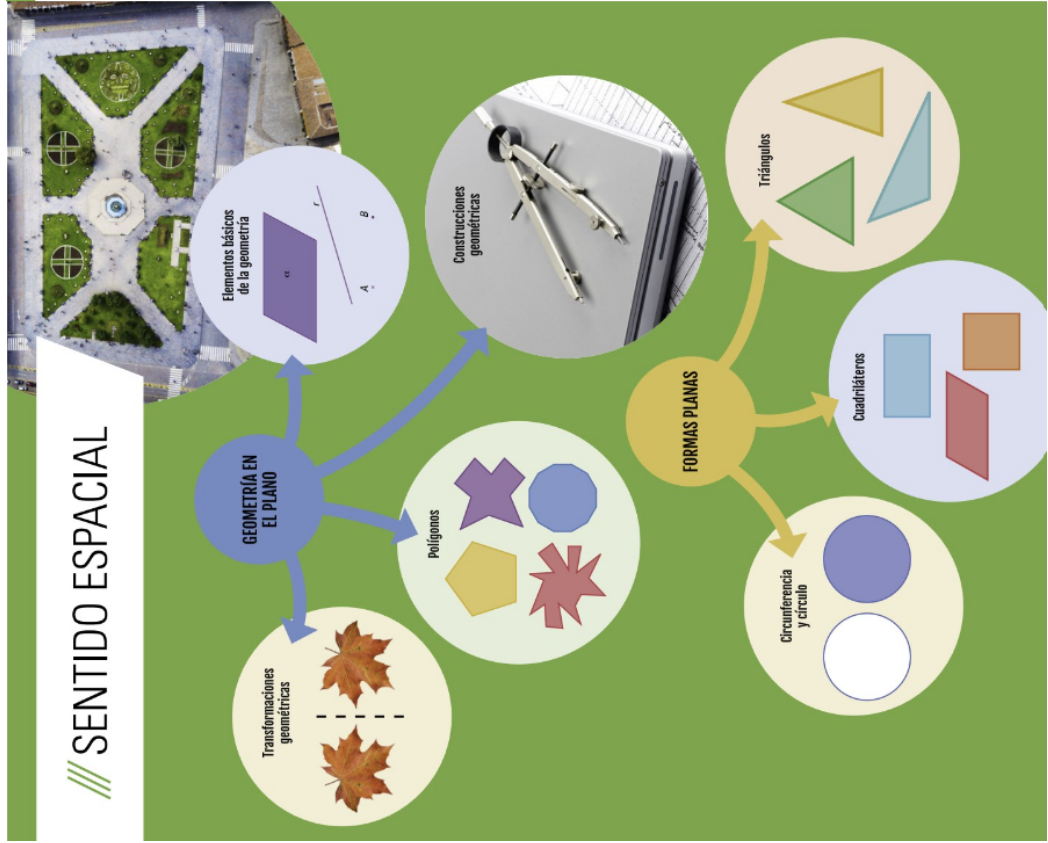 SENTIDO ESPACIAL
GEOMETRÍA EN
EL PLANO
Transformaciones
geométricas
Polígonos
Elementos básicos
de la geometría
α
r
A
B
Construcciones
geométricas
FORMAS PLANAS
Circunferencia
y círculo
Cuadriláteros
Triángulos